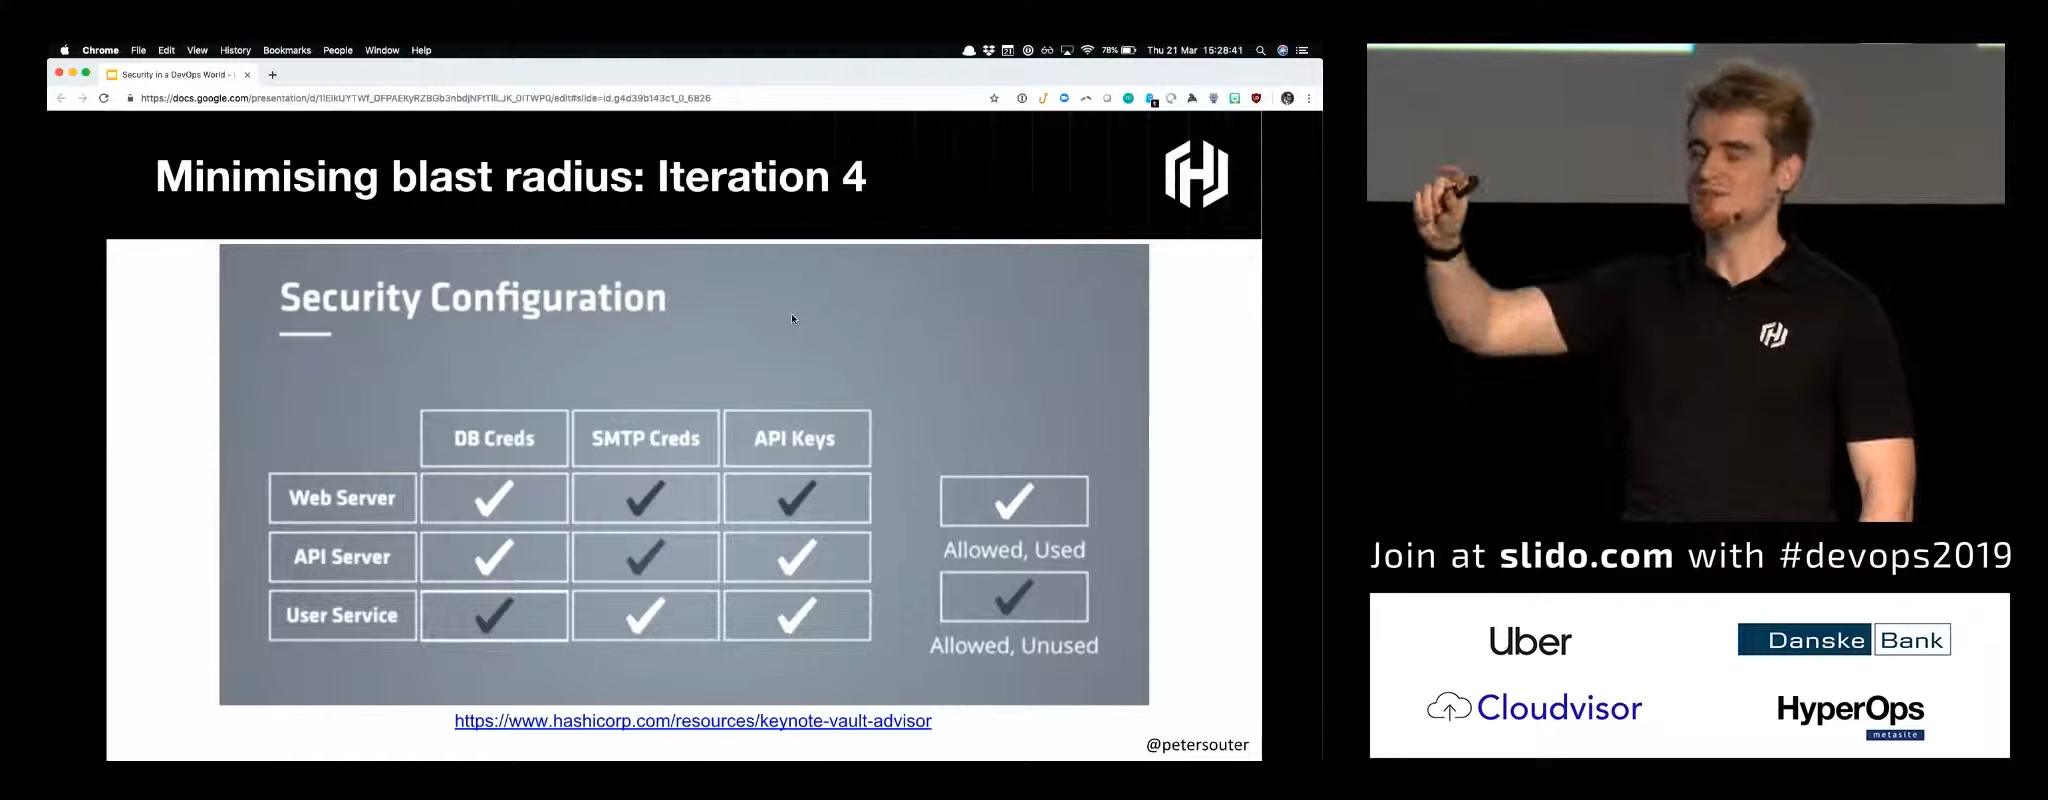 Chrome File Edit View History Bookmarks People Window Help
78% Thu 21 Mar 15:28:41
Security in a DevOps World -
Minimising blast radius: Iteration 4
Security Configuration
DB Creds SMTP Creds API Keys
Web Server
API Server
User Service
Allowed, Used
Allowed, Unused
https://www.hashicorp.com/resources/keynote-vault-advisor
@petersouter
Join at slido.com with #devops2019
Uber
Danske Bank
Cloudvisor
HyperOps
metasite